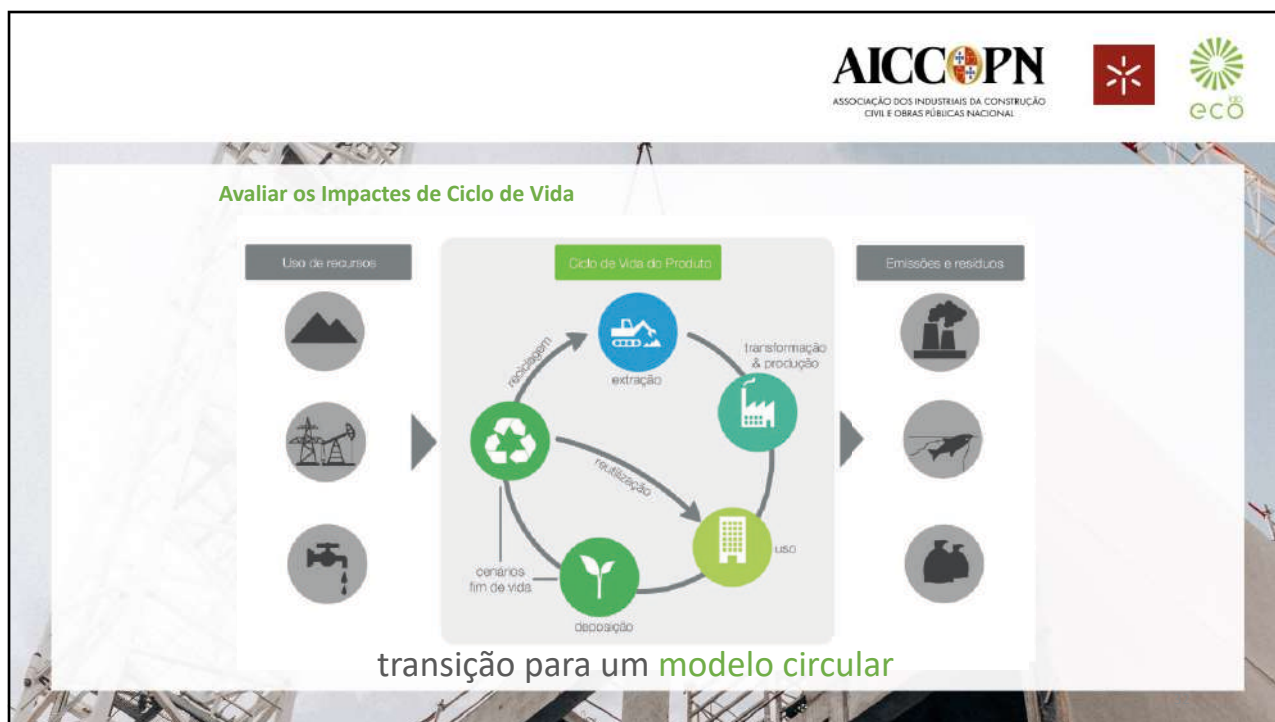 AICCOPN
ASSOCIAÇÃO DOS INDUSTRIAIS DA CONSTRUÇÃO
CIVIL E OBRAS PÚBLICAS NACIONAL
lab
eco
Avaliar os Impactes de Ciclo de Vida
Uso de recursos
Ciclo de Vida do Produto
Emissões e resíduos
reciclagem
extração
transformação
& produção
reutilização
uso
cenários
fim de vida
deposição
transição para um modelo circular